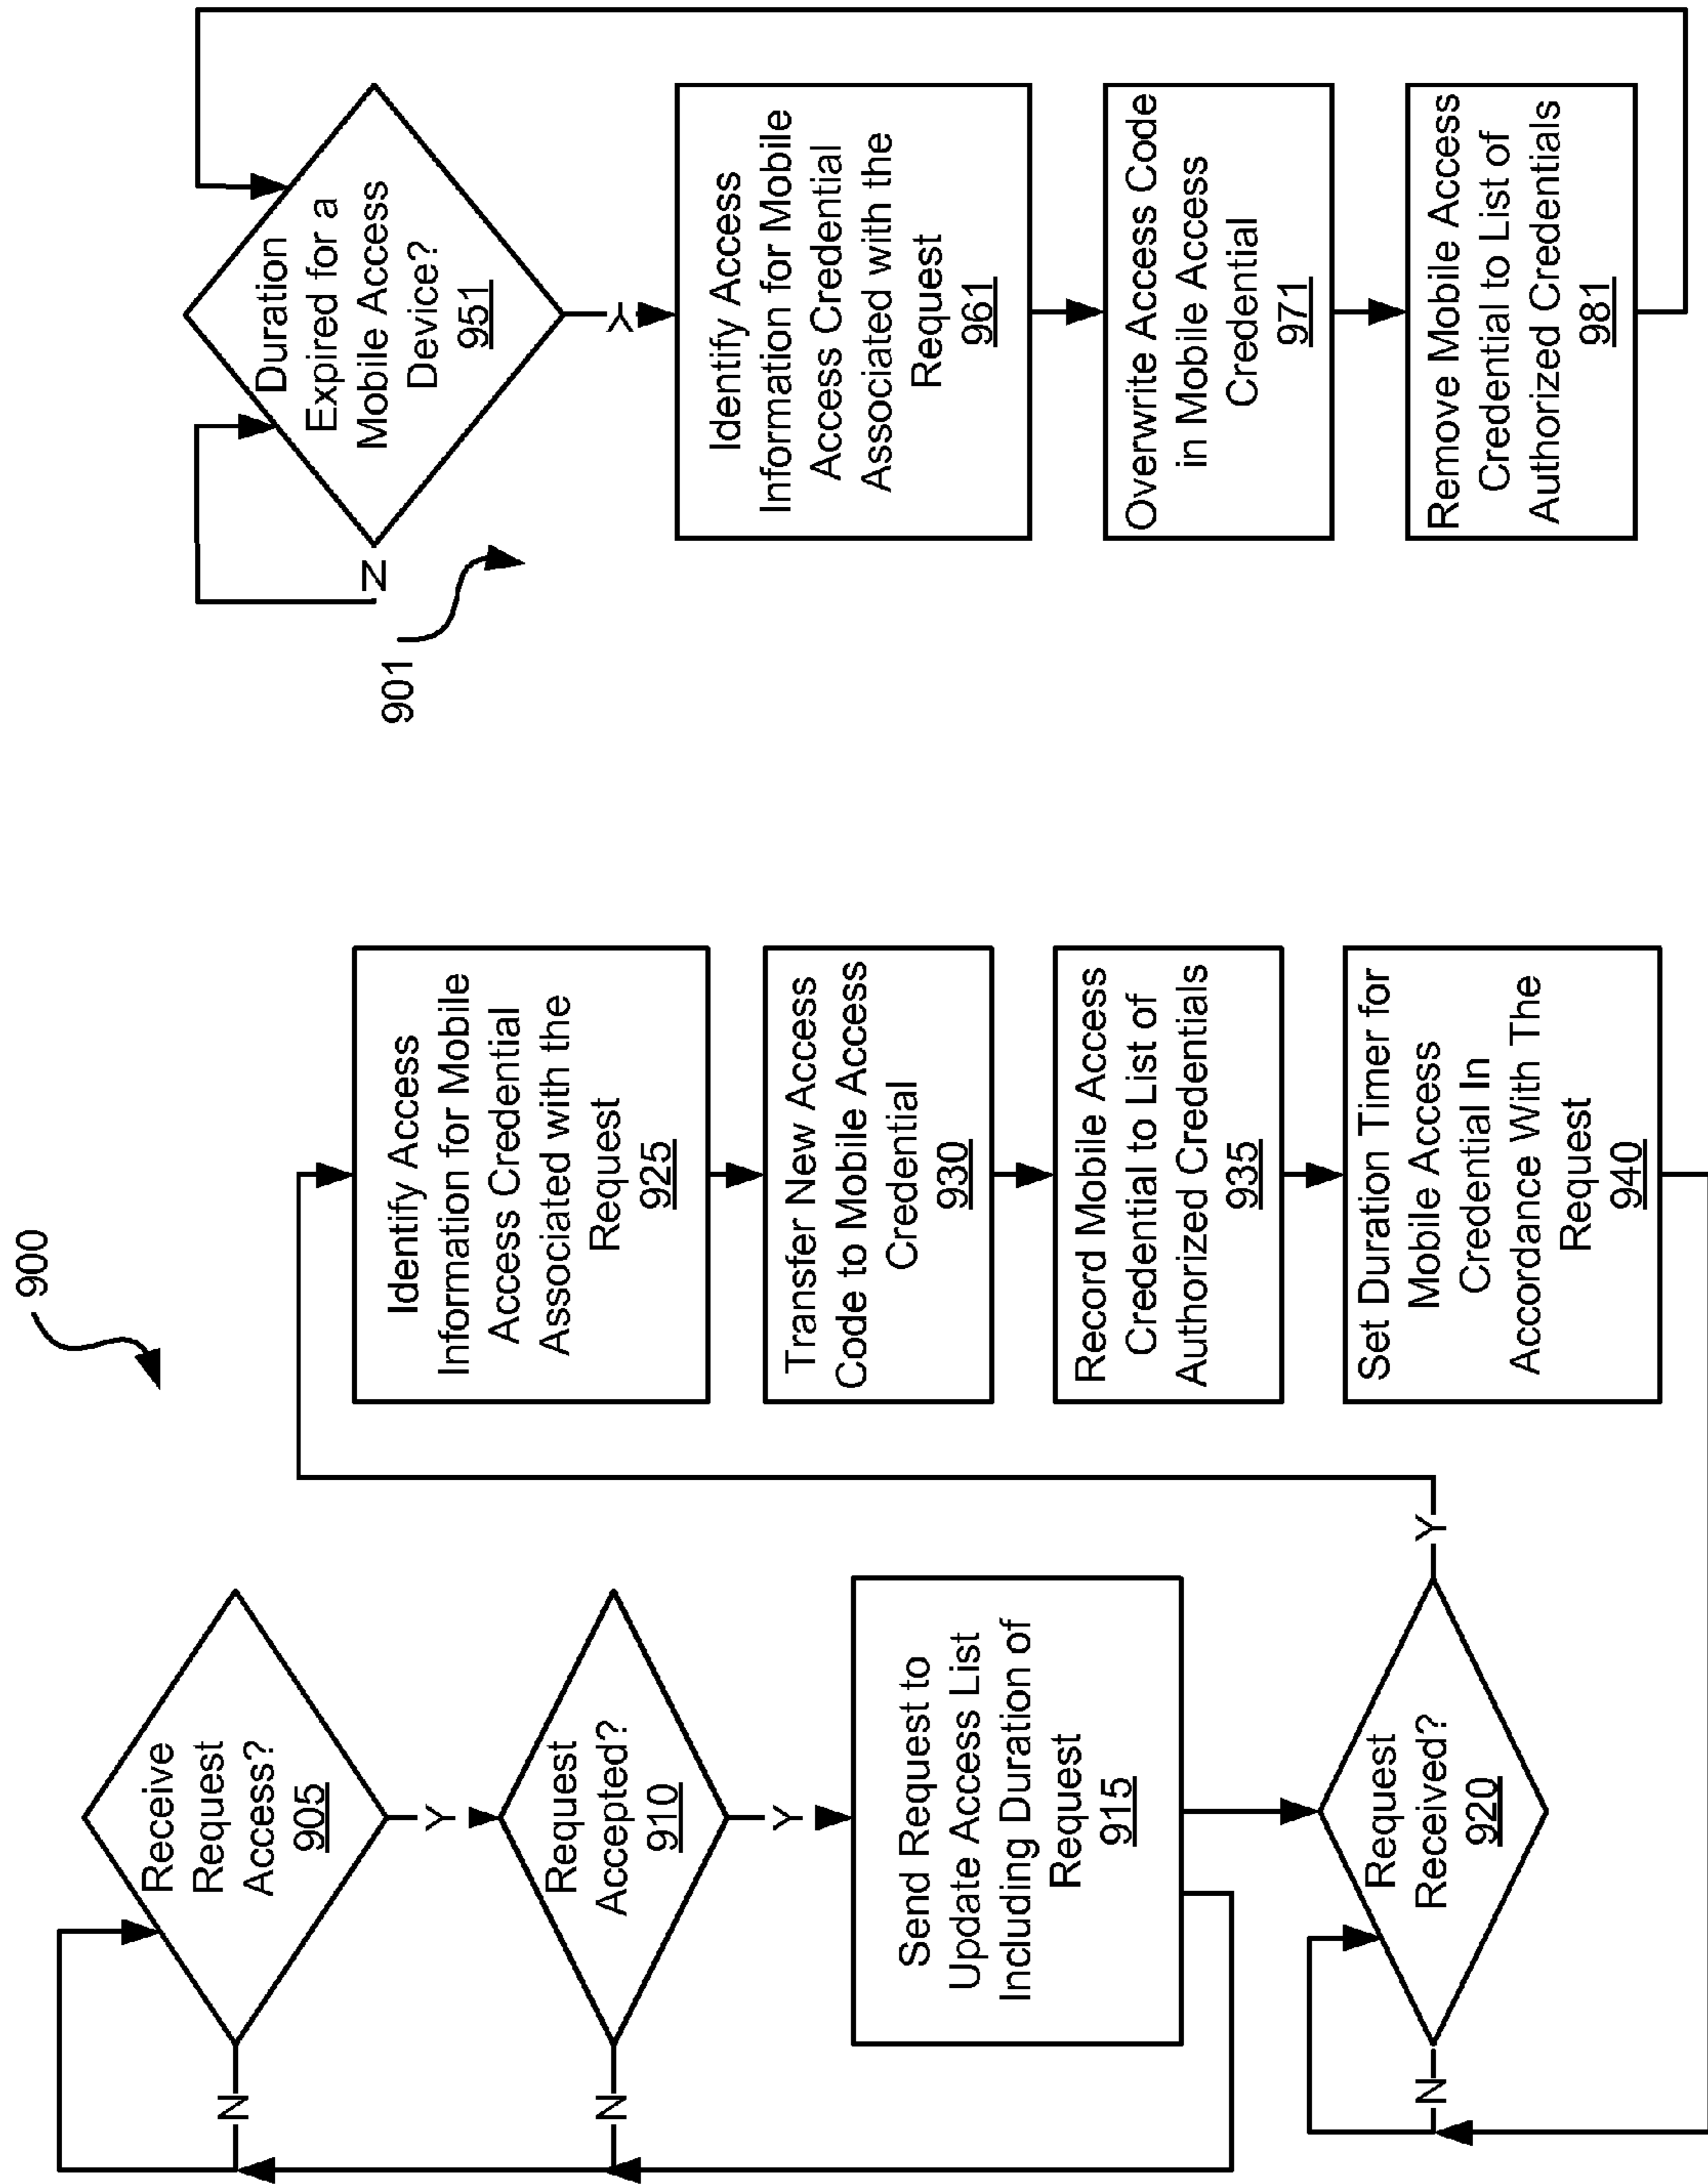 900
Receive
Request
Access?
905
N
Y
Request
Accepted?
910
N
Y
Send Request to
Update Access List
Including Duration of
Request
915
Request
Received?
920
N
Y
Identify Access
Information for Mobile
Access Credential
Associated with the
Request
925
Transfer New Access
Code to Mobile Access
Credential
930
Record Mobile Access
Credential to List of
Authorized Credentials
935
Set Duration Timer for
Mobile Access
Credential In
Accordance With The
Request
940
901
Duration
Expired for a
Mobile Access
Device?
951
N
Y
Identify Access
Information for Mobile
Access Credential
Associated with the
Request
961
Overwrite Access Code
in Mobile Access
Credential
971
Remove Mobile Access
Credential to List of
Authorized Credentials
981